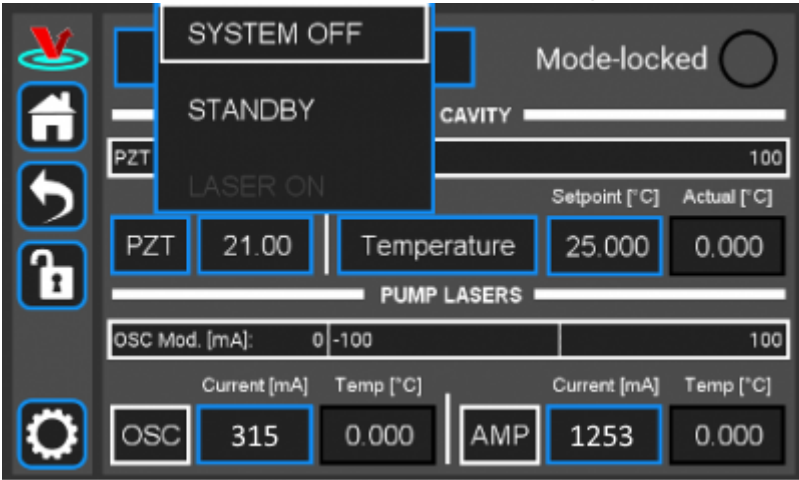 SYSTEM OFF
STANDBY
LASER ON
Mode-locked
CAVITY
PZT 100
Setpoint [°C] Actual [°C]
PZT 21.00 Temperature 25.000 0.000
PUMP LASERS
OSC Mod. [mA]: 0 -100 100
Current [mA] Temp [°C] Current [mA] Temp [°C]
OSC 315 0.000 AMP 1253 0.000